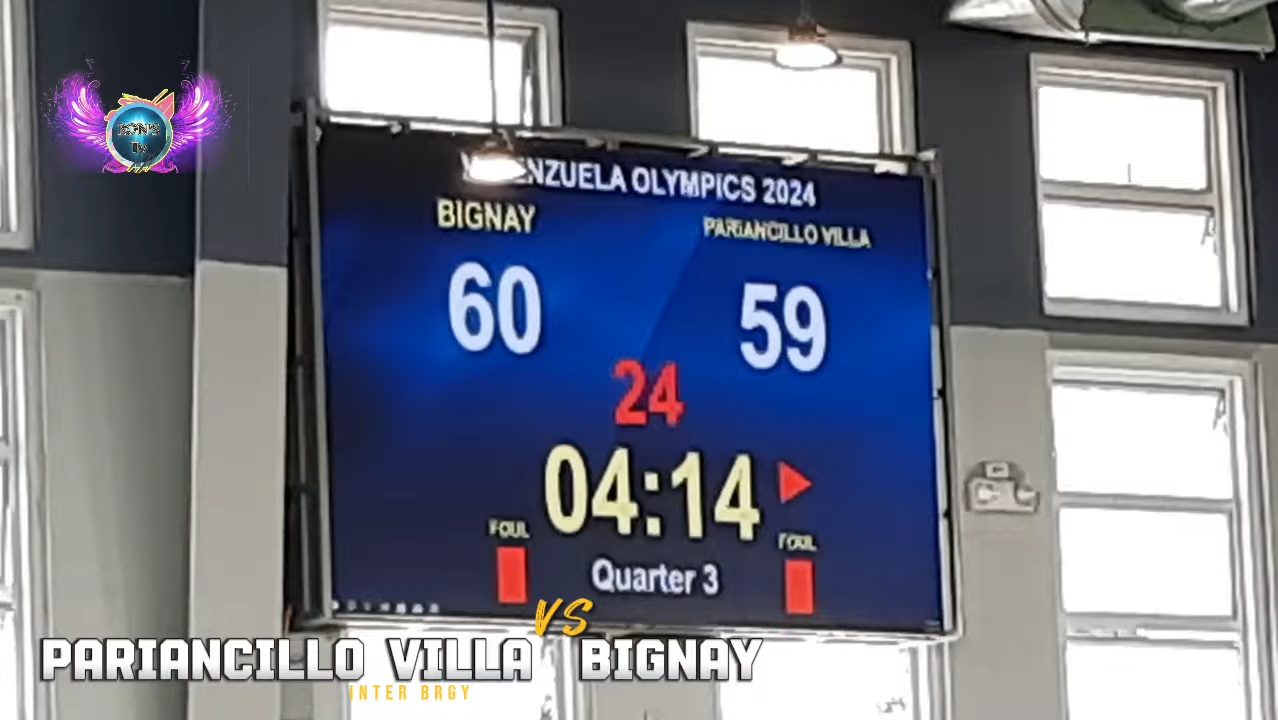 VALENZUELA OLYMPICS 2024
BIGNAY
PARIANCILLO VILLA
60
59
24
04:14
FOUL
FOUL
Quarter 3
VS
PARIANCILLO VILLA BIGNAY
INTER BRGY